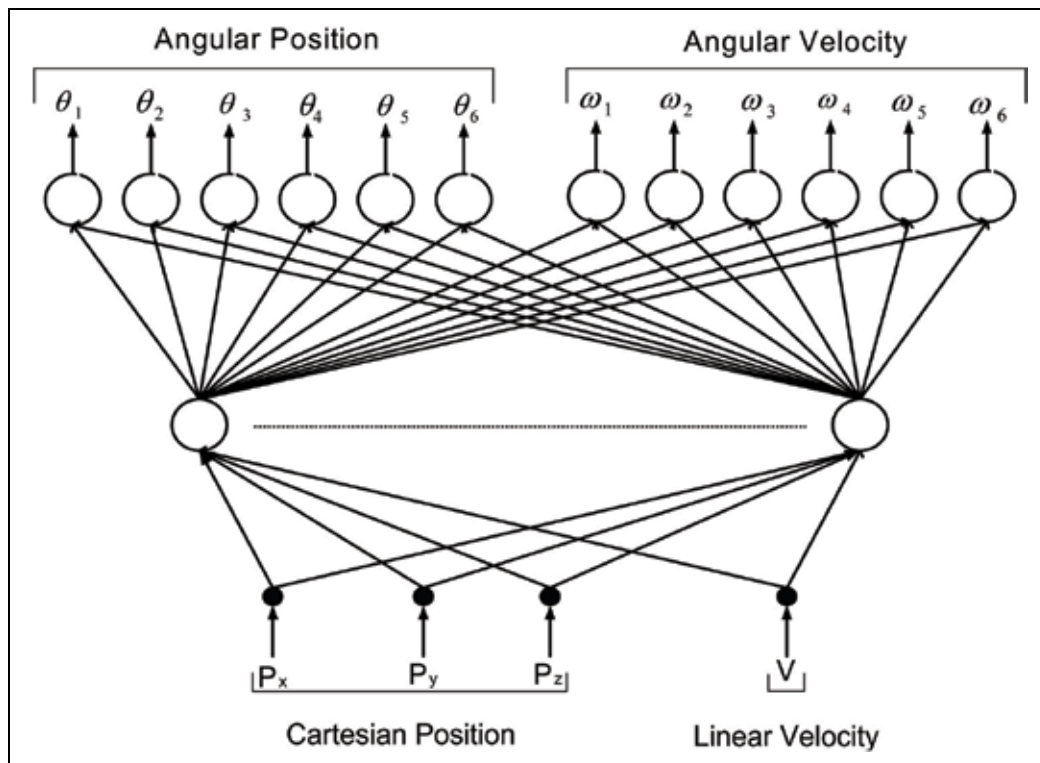 Angular Position Angular Velocity
θ1 θ2 θ3 θ4 θ5 θ6 ω1 ω2 ω3 ω4 ω5 ω6
Px Py Pz V
Cartesian Position Linear Velocity